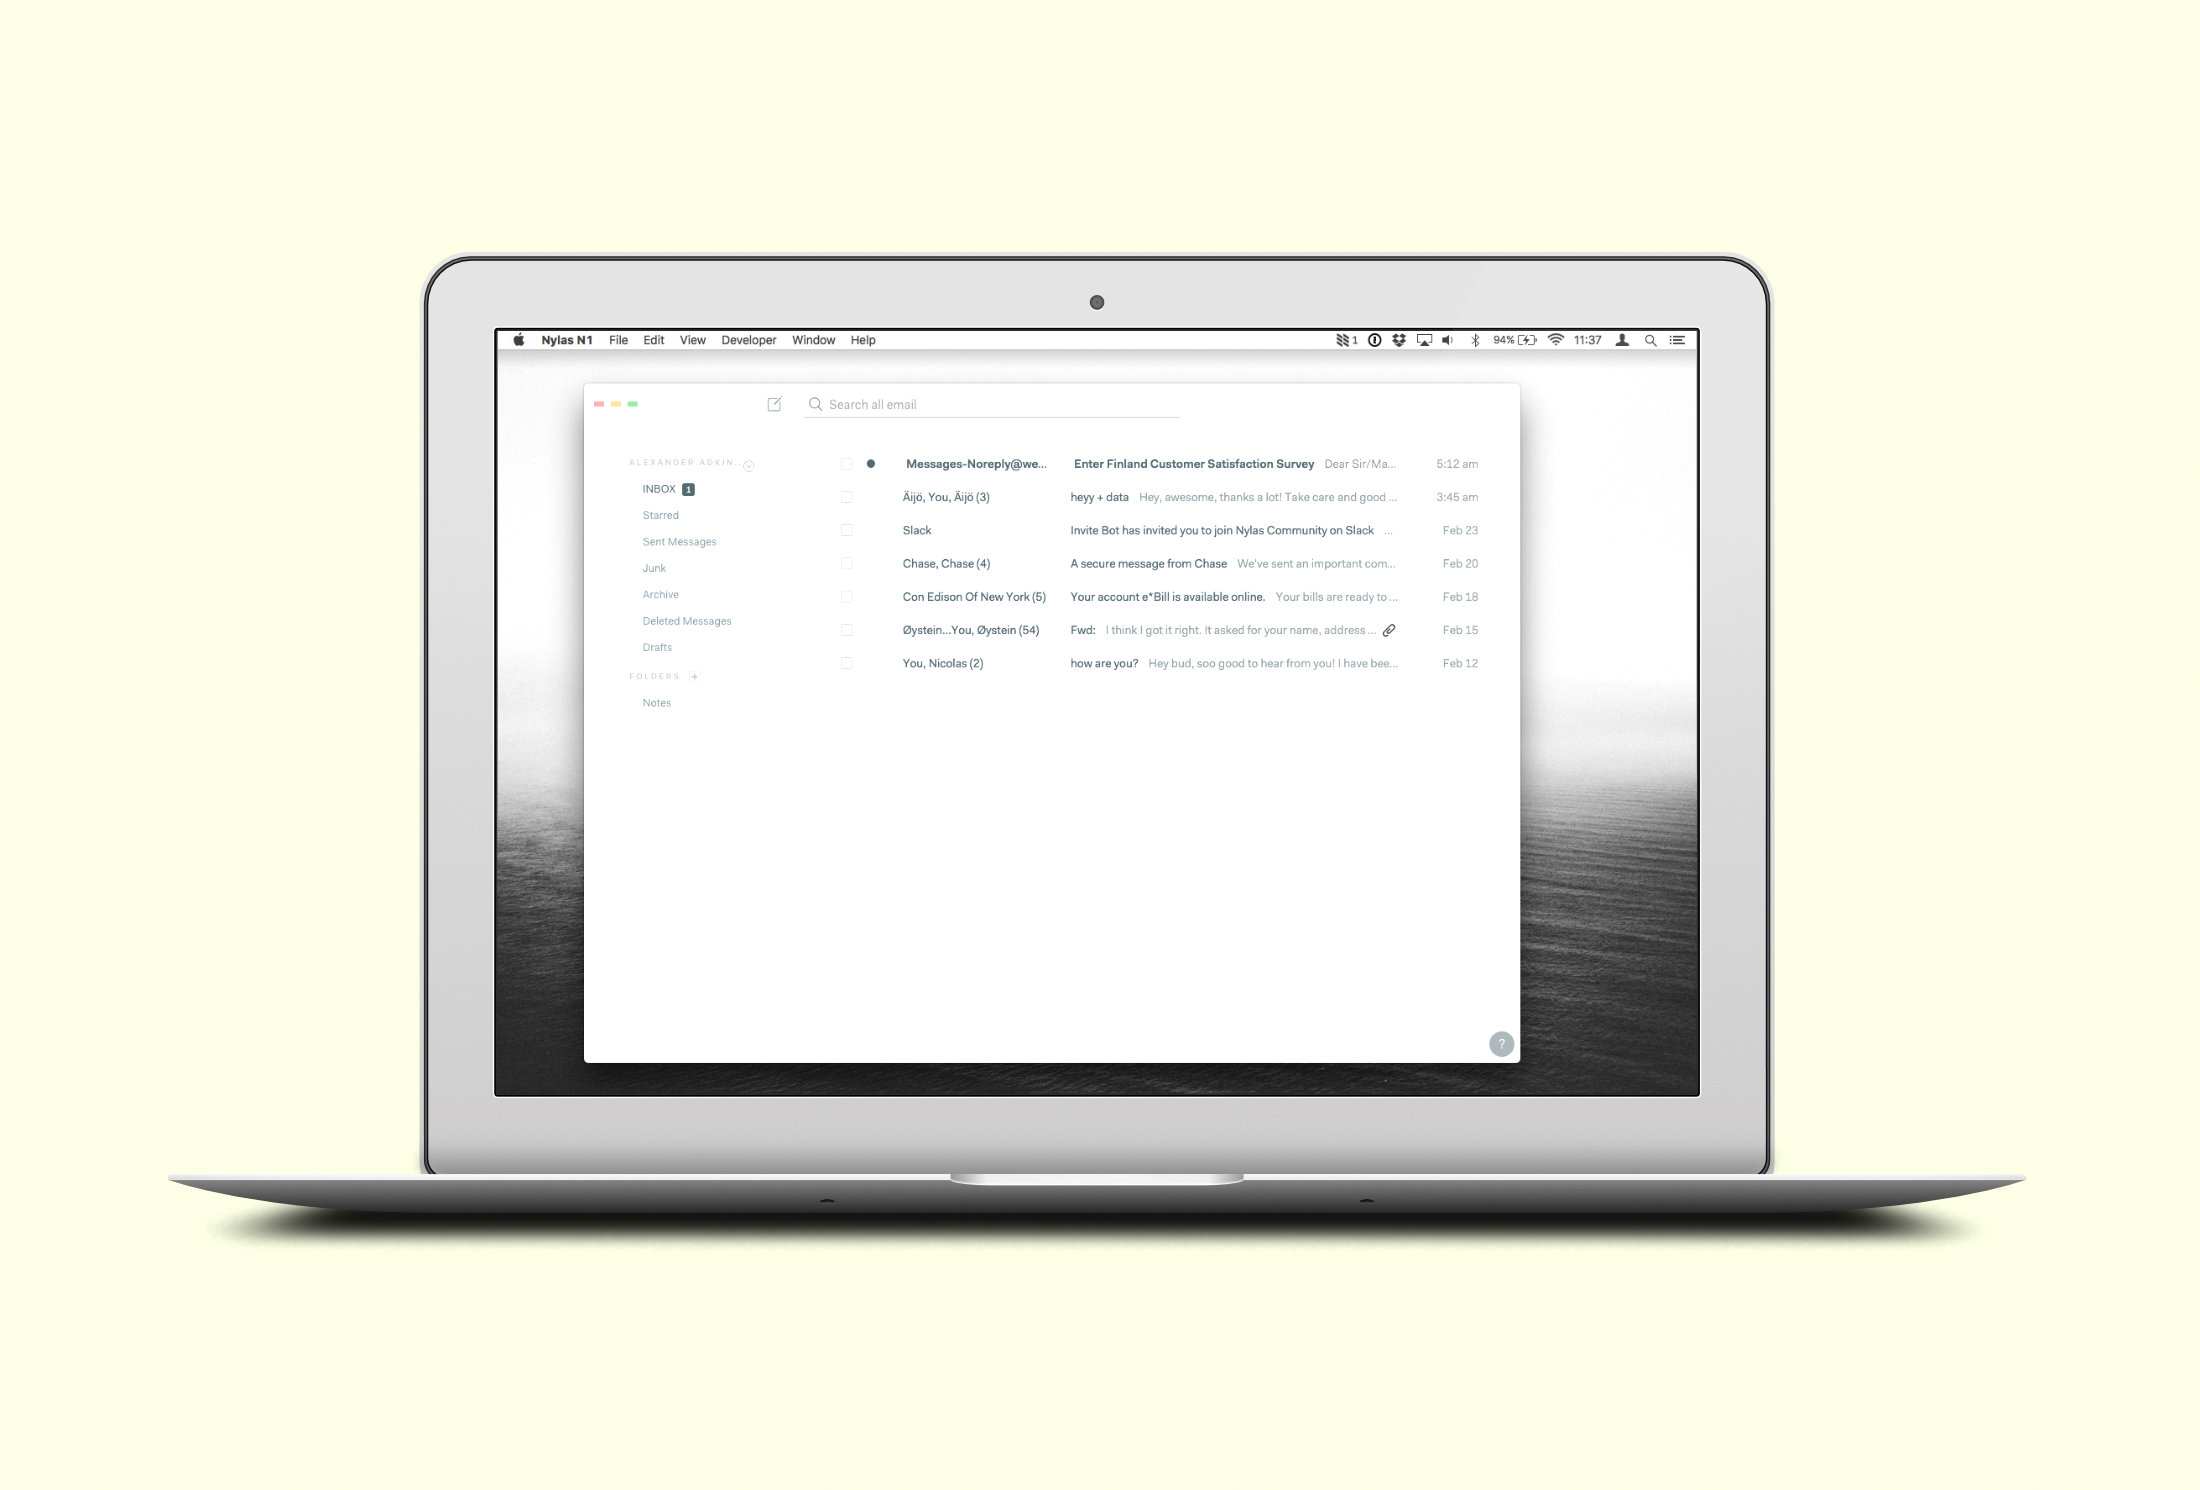 Nylas N1 File Edit View Developer Window Help 1 94% 11:37
Search all email
ALEXANDER.ADKIN...
INBOX 1
Starred
Sent Messages
Junk
Archive
Deleted Messages
Drafts
FOLDERS +
Notes
Messages-Noreply@we... Enter Finland Customer Satisfaction Survey Dear Sir/Ma... 5:12 am
Äijö, You, Äijö (3) heyy + data Hey, awesome, thanks a lot! Take care and good ... 3:45 am
Slack Invite Bot has invited you to join Nylas Community on Slack ... Feb 23
Chase, Chase (4) A secure message from Chase We've sent an important com... Feb 20
Con Edison Of New York (5) Your account e*Bill is available online. Your bills are ready to ... Feb 18
Øystein...You, Øystein (54) Fwd: I think I got it right. It asked for your name, address ... Feb 15
You, Nicolas (2) how are you? Hey bud, soo good to hear from you! I have bee... Feb 12
?